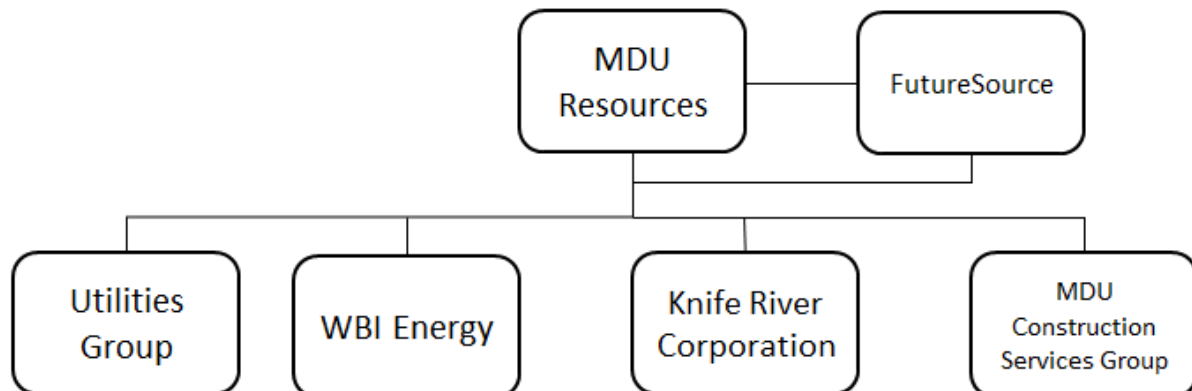 MDU
Resources
FutureSource
Utilities
Group
WBI Energy
Knife River
Corporation
MDU
Construction
Services Group